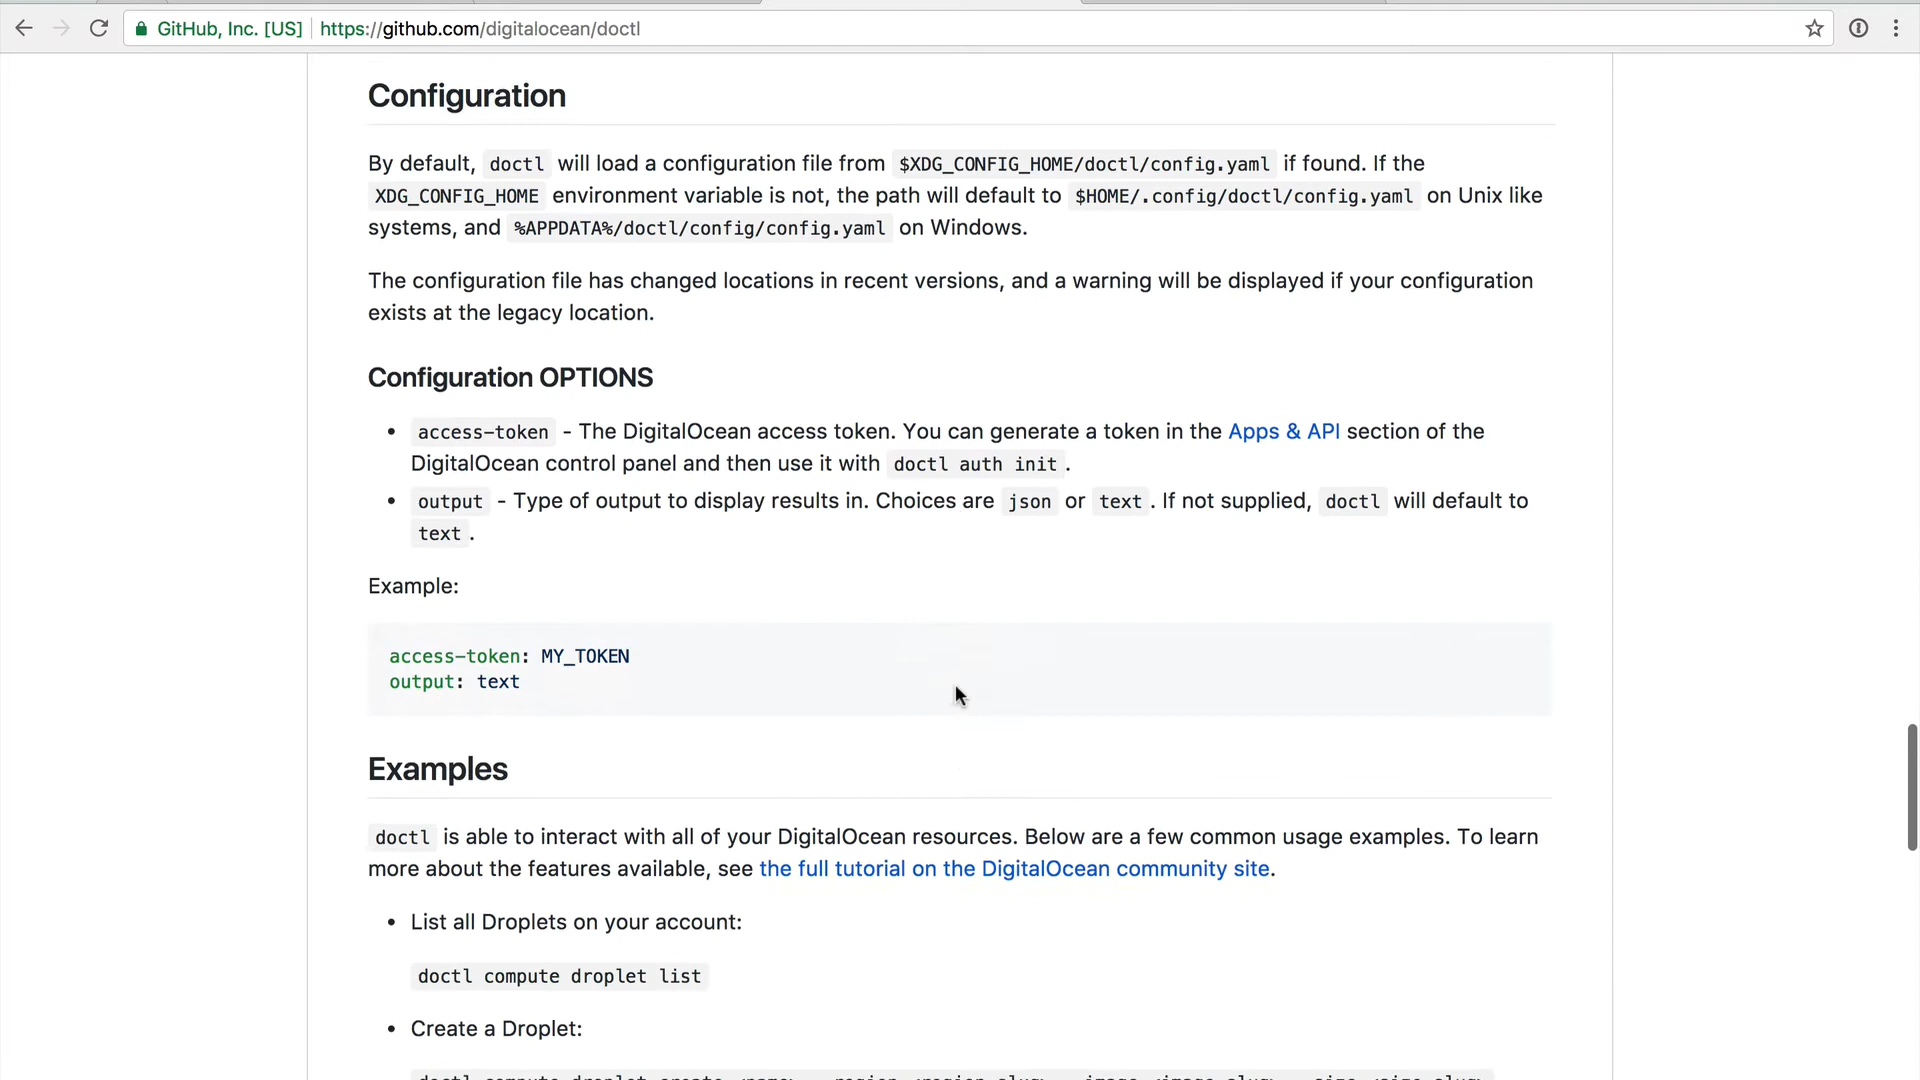 GitHub, Inc. [US] https://github.com/digitalocean/doctl
Configuration
By default, doctl will load a configuration file from $XDG_CONFIG_HOME/doctl/config.yaml if found. If the
XDG_CONFIG_HOME environment variable is not, the path will default to $HOME/.config/doctl/config.yaml on Unix like
systems, and %APPDATA%/doctl/config/config.yaml on Windows.
The configuration file has changed locations in recent versions, and a warning will be displayed if your configuration
exists at the legacy location.
Configuration OPTIONS
• access-token - The DigitalOcean access token. You can generate a token in the Apps & API section of the
DigitalOcean control panel and then use it with doctl auth init .
• output - Type of output to display results in. Choices are json or text . If not supplied, doctl will default to
text .
Example:
access-token: MY_TOKEN
output: text
Examples
doctl is able to interact with all of your DigitalOcean resources. Below are a few common usage examples. To learn
more about the features available, see the full tutorial on the DigitalOcean community site.
• List all Droplets on your account:
doctl compute droplet list
• Create a Droplet: